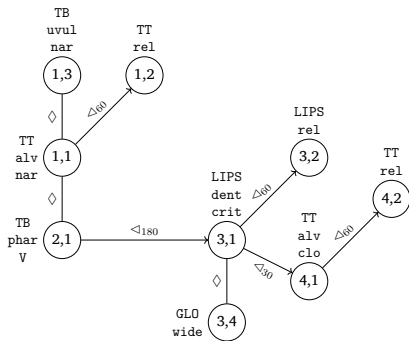 TB
uvul
nar
TT
rel
1,3
1,2
◊
◁60
TT
alv
nar
1,1
◊
TB
phar
V
2,1
◁180
LIPS
dent
crit
3,1
◁60
LIPS
rel
3,2
◊
◁30
TT
alv
clo
4,1
◁60
TT
rel
4,2
GLO
wide
3,4